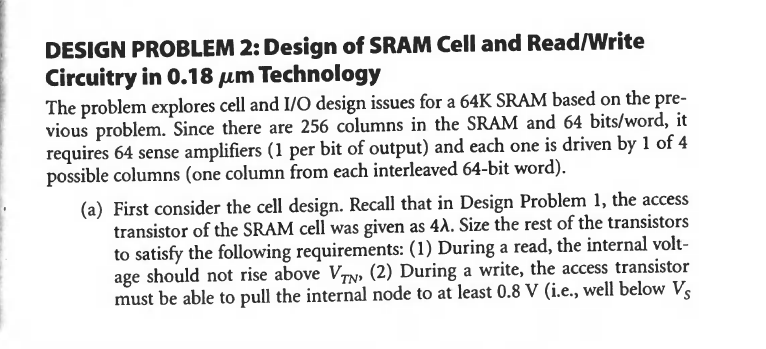 DESIGN PROBLEM 2: Design of SRAM Cell and Read/Write
Circuitry in 0.18 μm Technology
The problem explores cell and I/O design issues for a 64K SRAM based on the pre-
vious problem. Since there are 256 columns in the SRAM and 64 bits/word, it
requires 64 sense amplifiers (1 per bit of output) and each one is driven by 1 of 4
possible columns (one column from each interleaved 64-bit word).
(a) First consider the cell design. Recall that in Design Problem 1, the access
transistor of the SRAM cell was given as 4λ. Size the rest of the transistors
to satisfy the following requirements: (1) During a read, the internal volt-
age should not rise above V_TN, (2) During a write, the access transistor
must be able to pull the internal node to at least 0.8 V (i.e., well below V_S